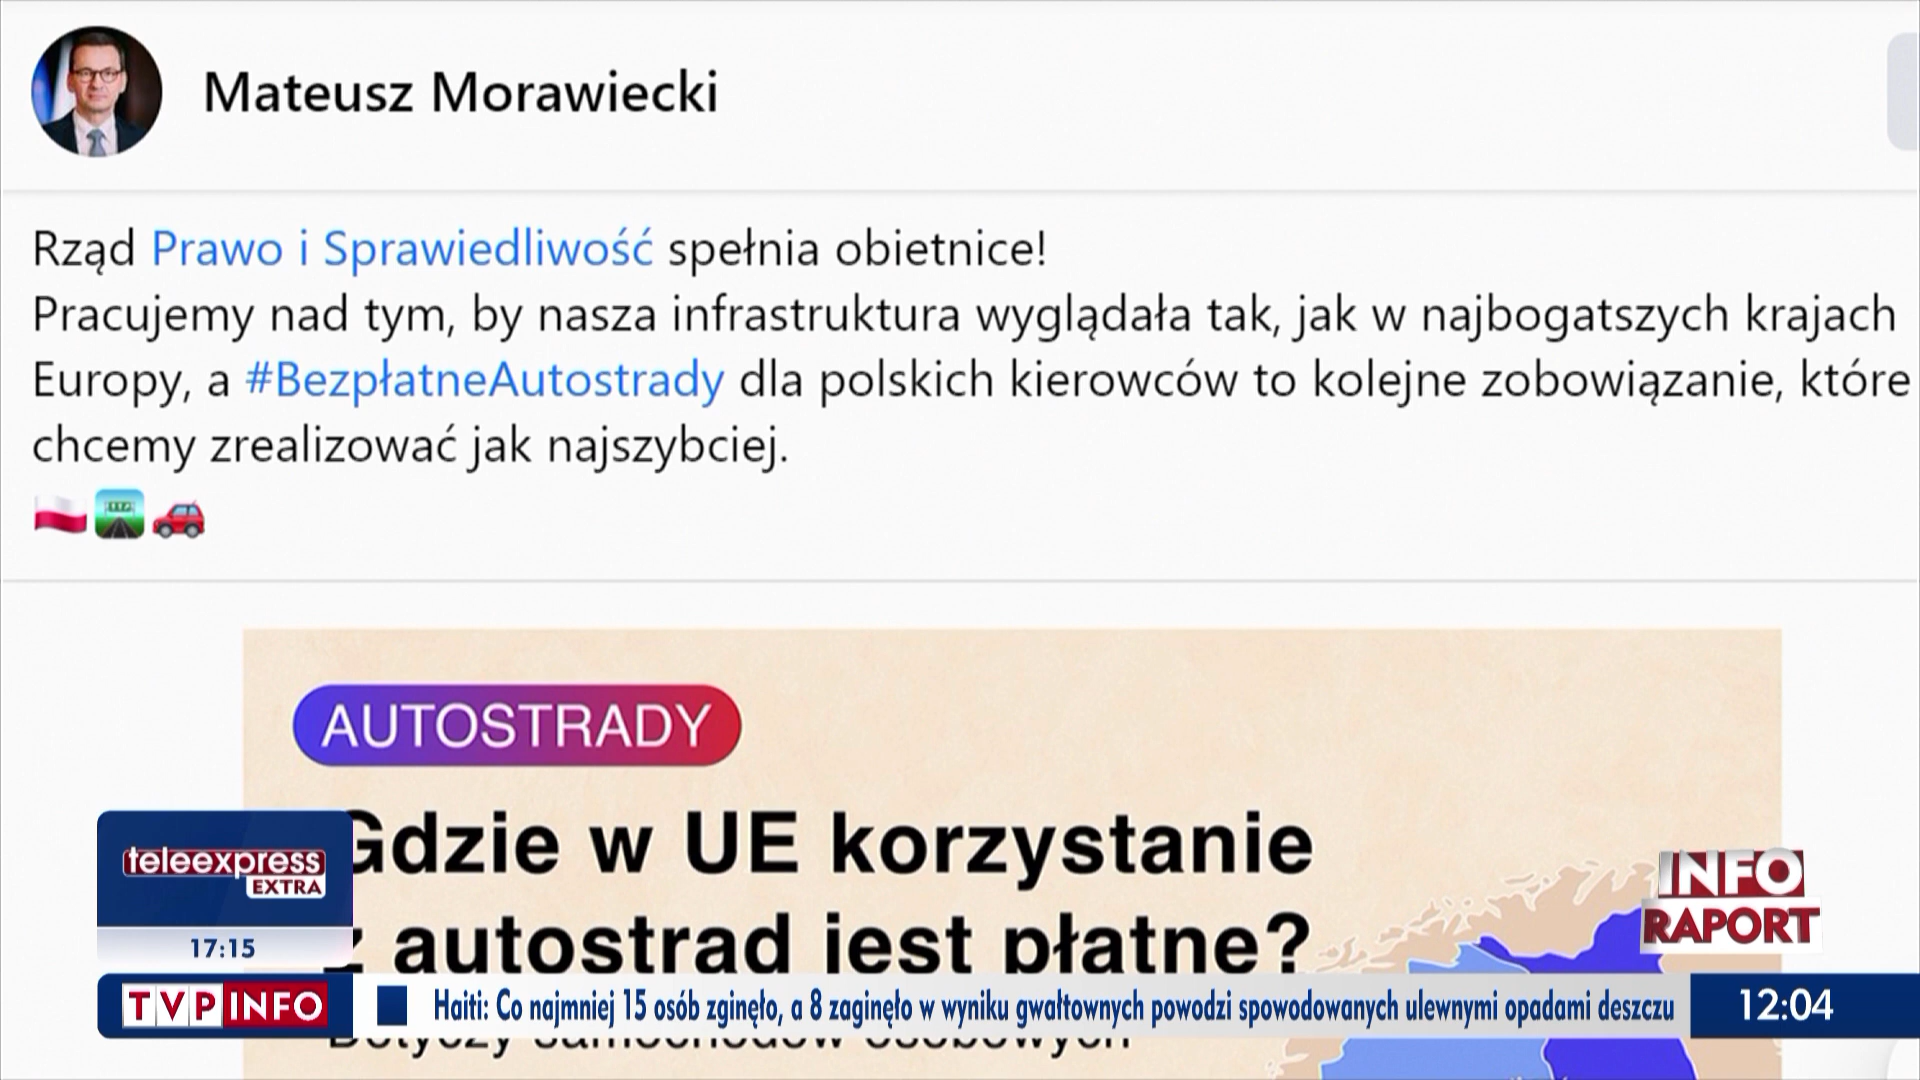 Mateusz Morawiecki
Rząd Prawo i Sprawiedliwość spełnia obietnice!
Pracujemy nad tym, by nasza infrastruktura wyglądała tak, jak w najbogatszych krajach
Europy, a #BezpłatneAutostrady dla polskich kierowców to kolejne zobowiązanie, które
chcemy zrealizować jak najszybciej.
AUTOSTRADY
Gdzie w UE korzystanie
z autostrad jest płatne?
teleexpress
EXTRA
17:15
INFO
RAPORT
TVP INFO
Haiti: Co najmniej 15 osób zginęło, a 8 zaginęło w wyniku gwałtownych powodzi spowodowanych ulewnymi opadami deszczu
12:04
Dotyczy samochodów osobowych